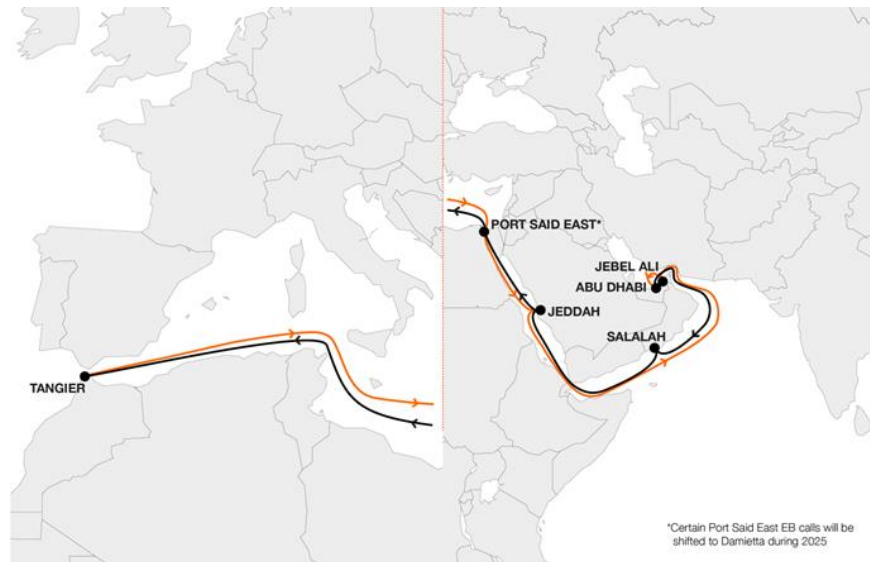 TANGIER
PORT SAID EAST*
JEBEL ALI
ABU DHABI
JEDDAH
SALALAH
*Certain Port Said East EB calls will be
shifted to Damietta during 2025